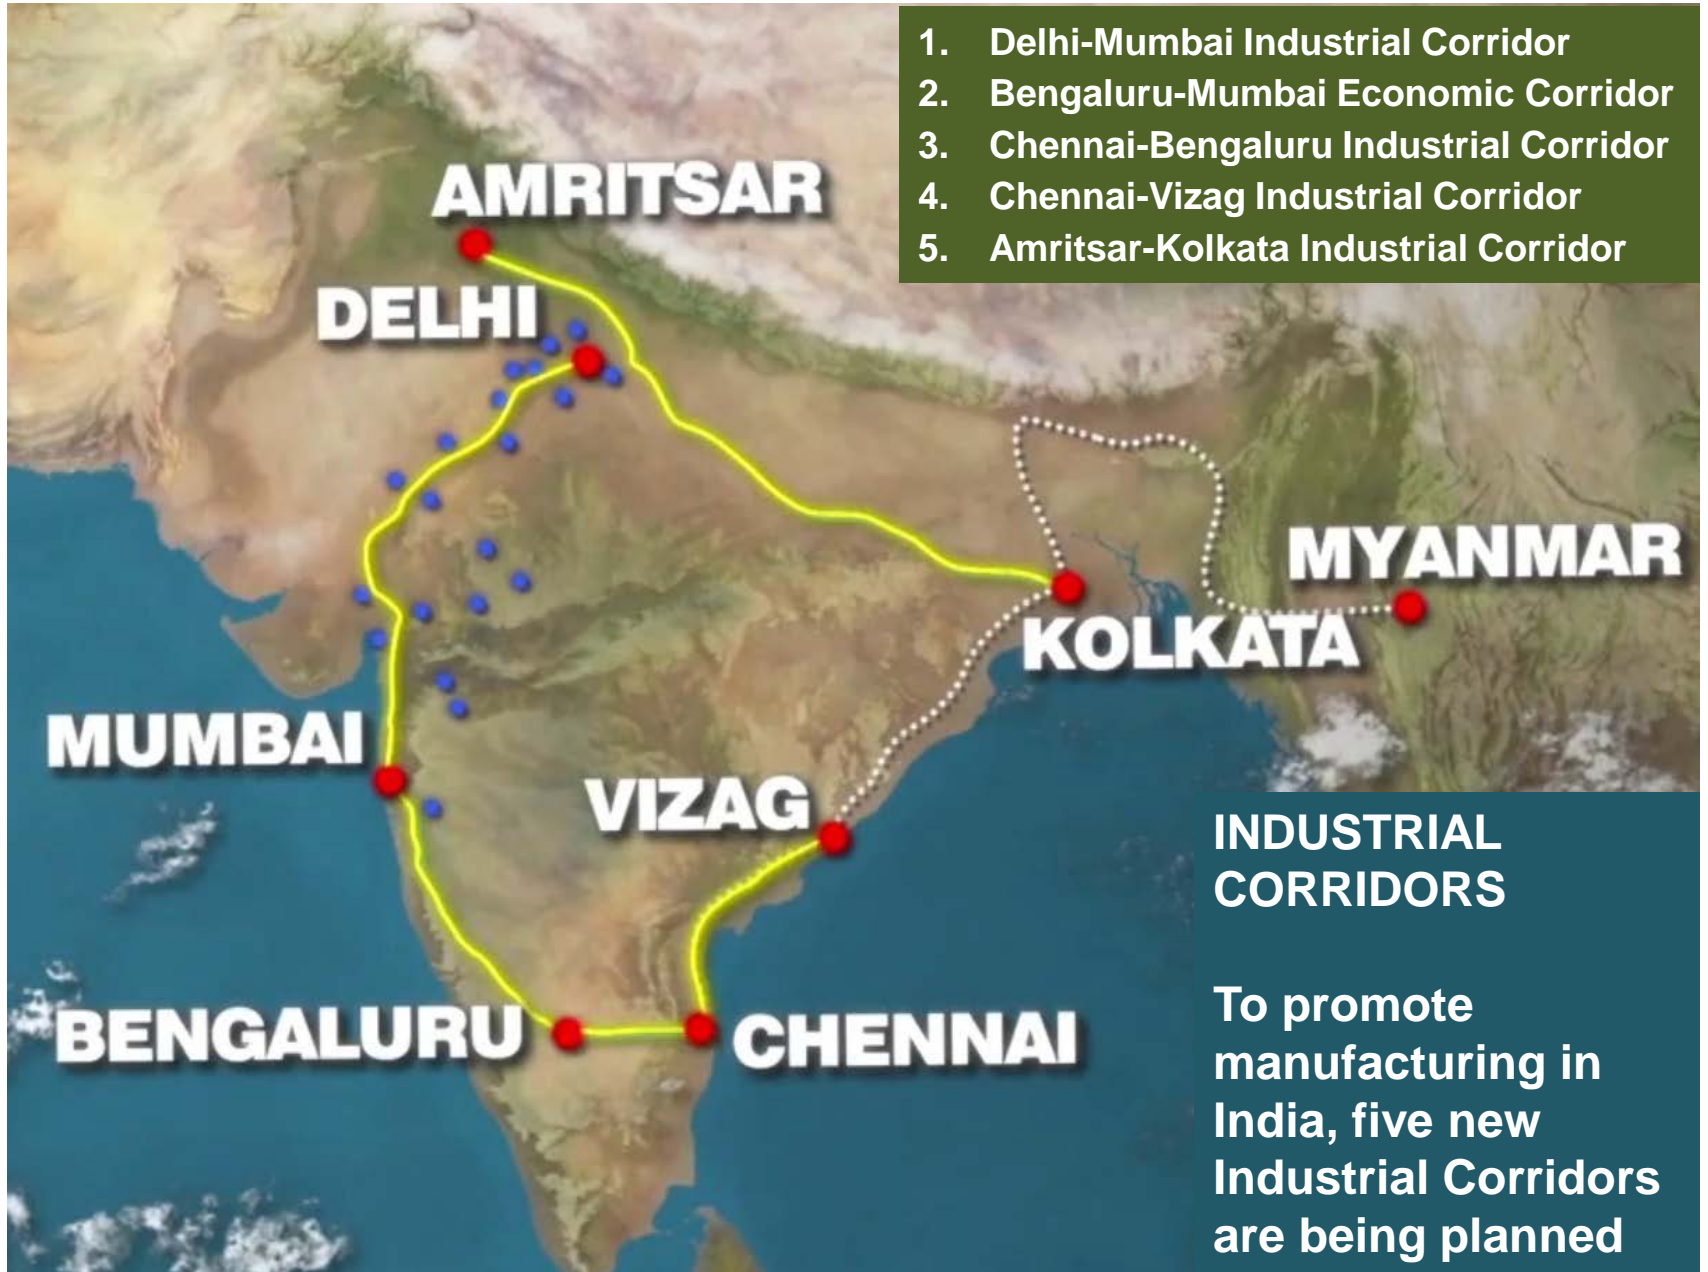 1. Delhi-Mumbai Industrial Corridor
2. Bengaluru-Mumbai Economic Corridor
3. Chennai-Bengaluru Industrial Corridor
4. Chennai-Vizag Industrial Corridor
5. Amritsar-Kolkata Industrial Corridor
AMRITSAR
DELHI
MYANMAR
KOLKATA
MUMBAI
VIZAG
BENGALURU
CHENNAI
INDUSTRIAL
CORRIDORS
To promote
manufacturing in
India, five new
Industrial Corridors
are being planned